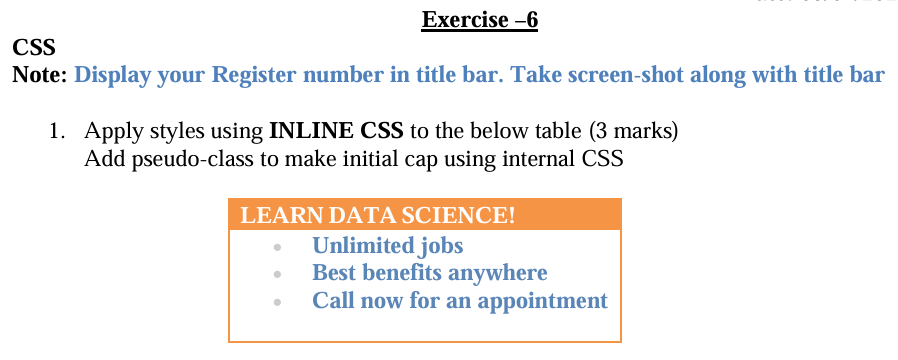 Exercise –6
CSS
Note: Display your Register number in title bar. Take screen-shot along with title bar
1. Apply styles using INLINE CSS to the below table (3 marks)
Add pseudo-class to make initial cap using internal CSS
LEARN DATA SCIENCE!
• Unlimited jobs
• Best benefits anywhere
• Call now for an appointment